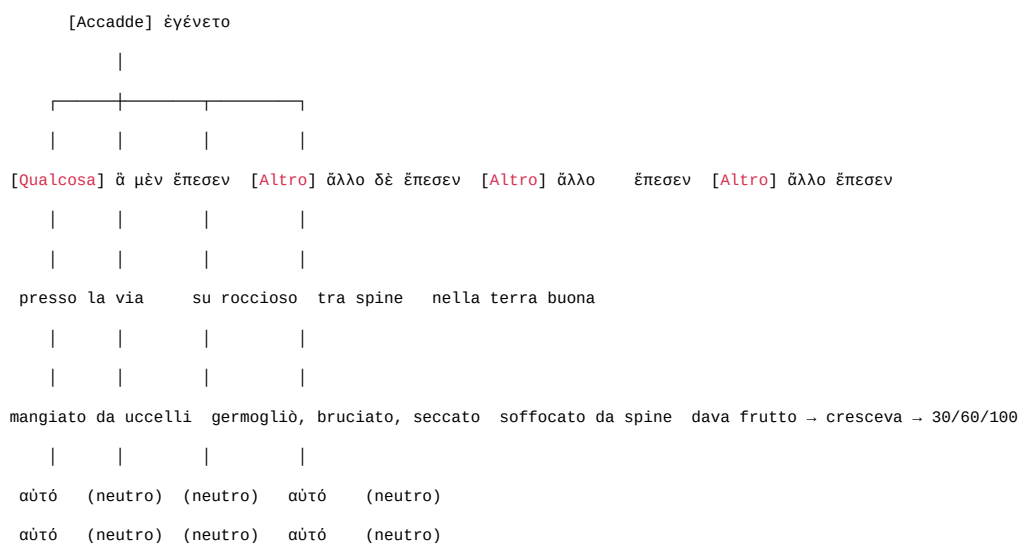 [Accadde] ἐγένετο
[Qualcosa] ἃ μὲν ἔπεσεν [Altro] ἄλλο δὲ ἔπεσεν [Altro] ἄλλο ἔπεσεν [Altro] ἄλλο ἔπεσεν
presso la via su roccioso tra spine nella terra buona
mangiato da uccelli germogliò, bruciato, seccato soffocato da spine dava frutto → cresceva → 30/60/100
αὐτό (neutro) (neutro) αὐτό (neutro)
αὐτό (neutro) (neutro) αὐτό (neutro)